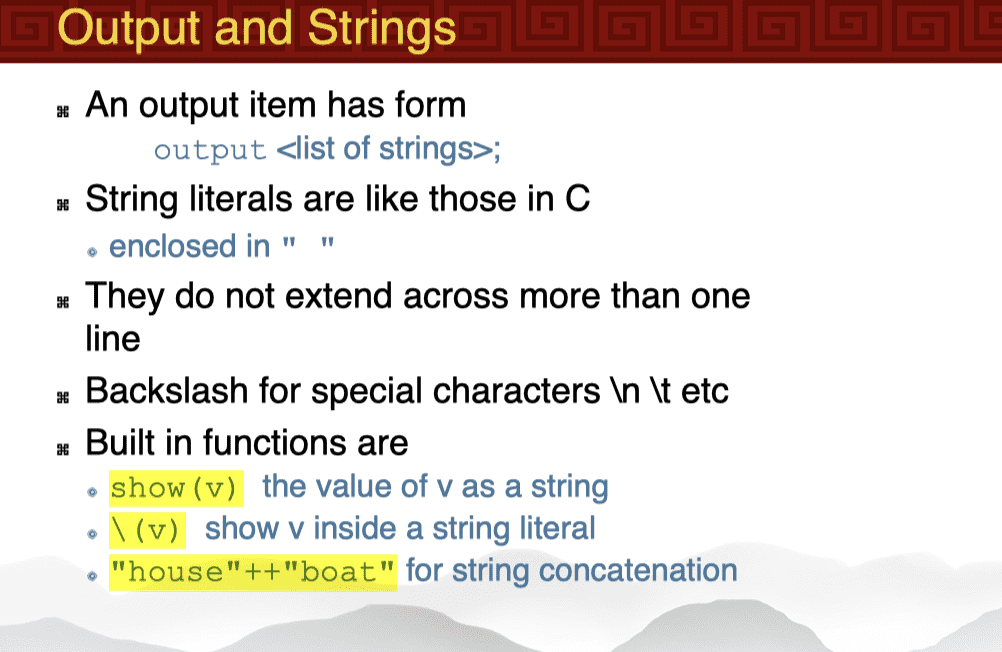 Output and Strings
An output item has form
output <list of strings>;
String literals are like those in C
enclosed in " "
They do not extend across more than one
line
Backslash for special characters \n \t etc
Built in functions are
show(v) the value of v as a string
\(v) show v inside a string literal
"house"++"boat" for string concatenation